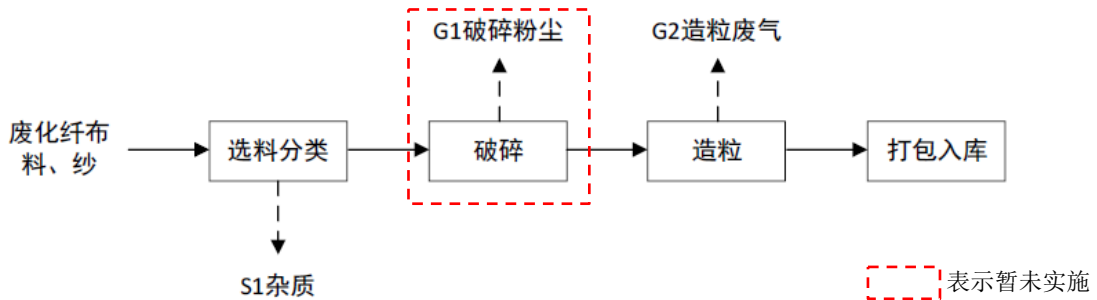 G1破碎粉尘
G2造粒废气
废化纤布
料、纱
选料分类
破碎
造粒
打包入库
S1杂质
表示暂未实施